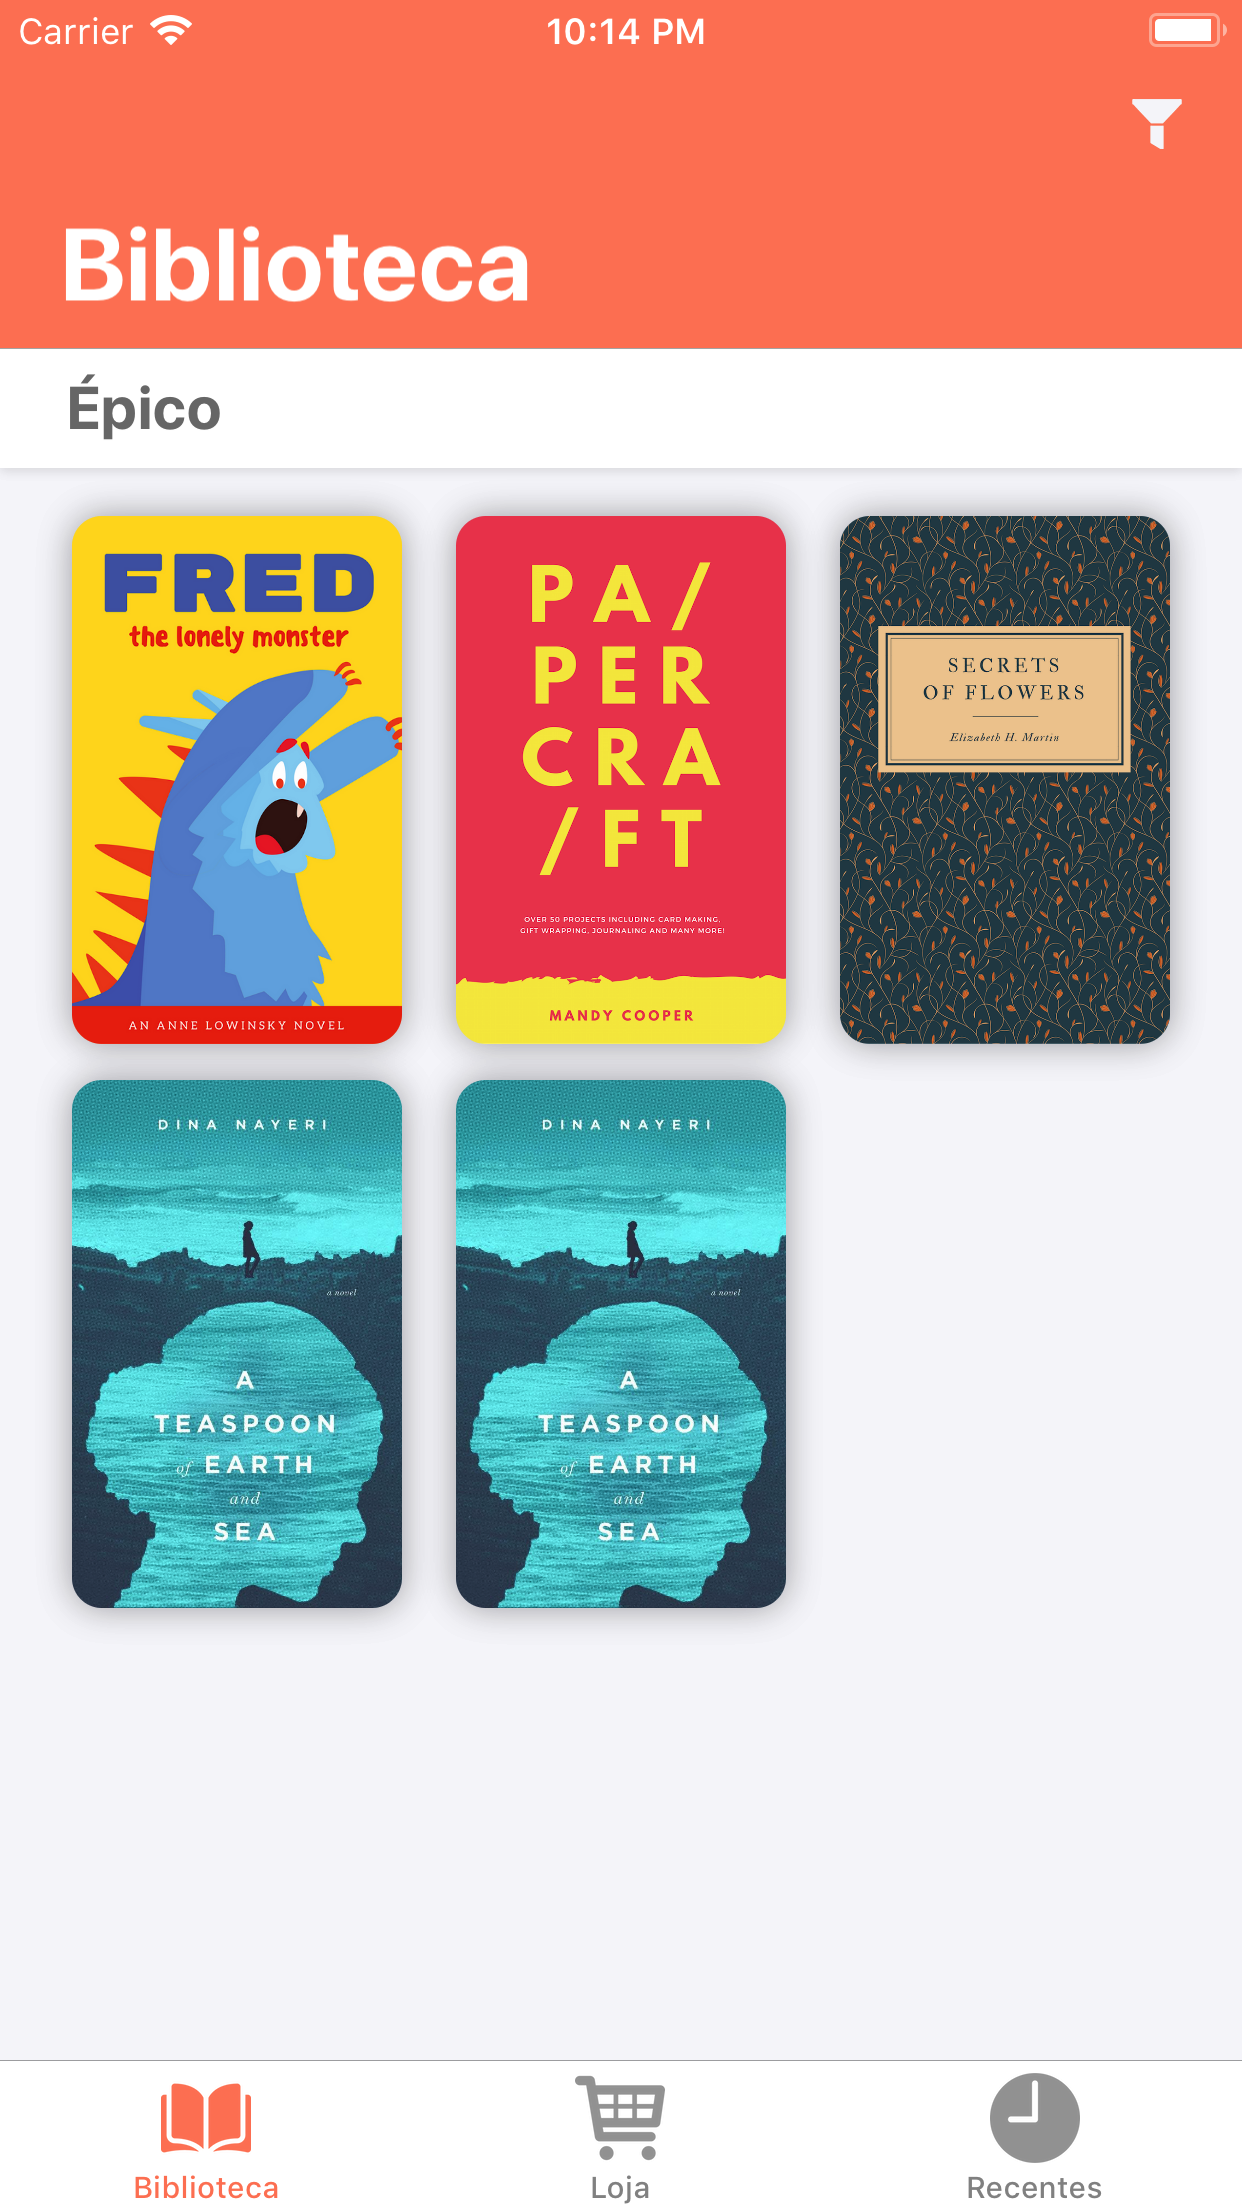 Carrier
10:14 PM
Biblioteca
Épico
FRED
the lonely monster
AN ANNE LOWINSKY NOVEL
PA/
PER
CRA
/FT
OVER 50 PROJECTS INCLUDING CARD MAKING,
GIFT WRAPPING, JOURNALING AND MANY MORE!
MANDY COOPER
SECRETS
OF FLOWERS
Elizabeth H. Martin
DINA NAYERI
a novel
A
TEASPOON
of EARTH
and
SEA
DINA NAYERI
a novel
A
TEASPOON
of EARTH
and
SEA
Biblioteca
Loja
Recentes